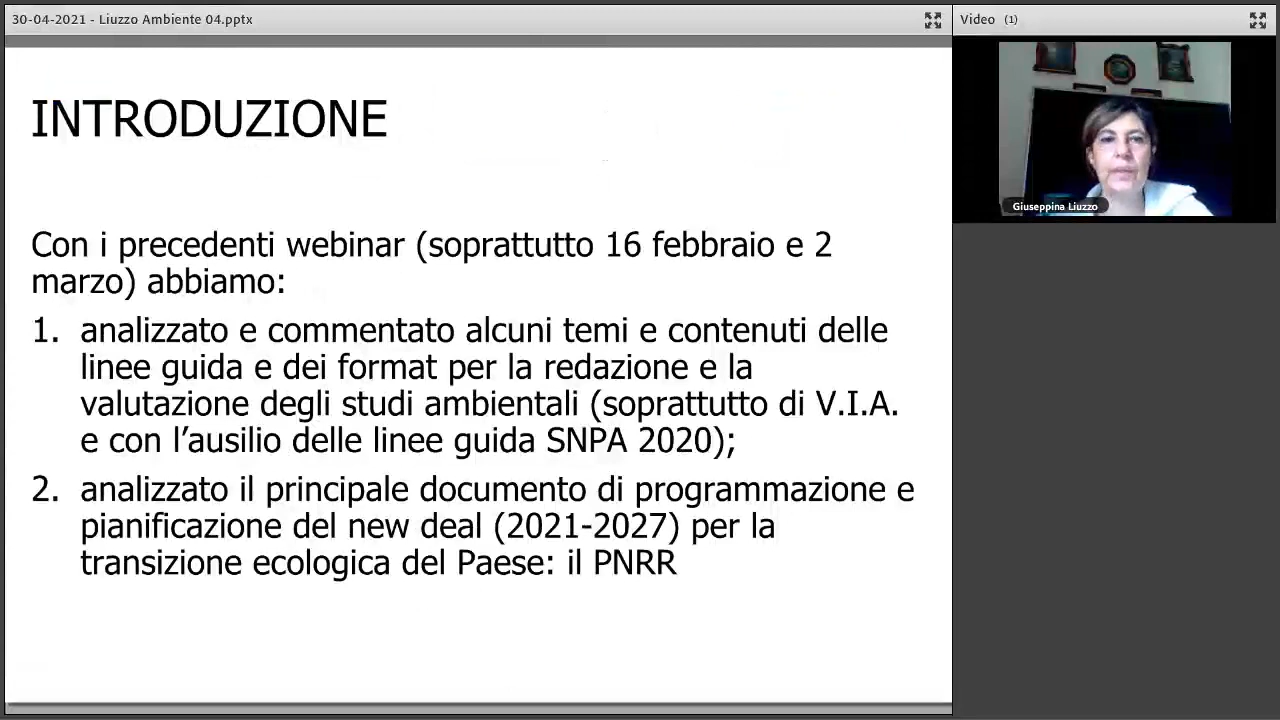 30-04-2021 - Liuzzo Ambiente 04.pptx
Video (1)
Giuseppina Liuzzo
INTRODUZIONE
Con i precedenti webinar (soprattutto 16 febbraio e 2
marzo) abbiamo:
1. analizzato e commentato alcuni temi e contenuti delle
linee guida e dei format per la redazione e la
valutazione degli studi ambientali (soprattutto di V.I.A.
e con l’ausilio delle linee guida SNPA 2020);
2. analizzato il principale documento di programmazione e
pianificazione del new deal (2021-2027) per la
transizione ecologica del Paese: il PNRR